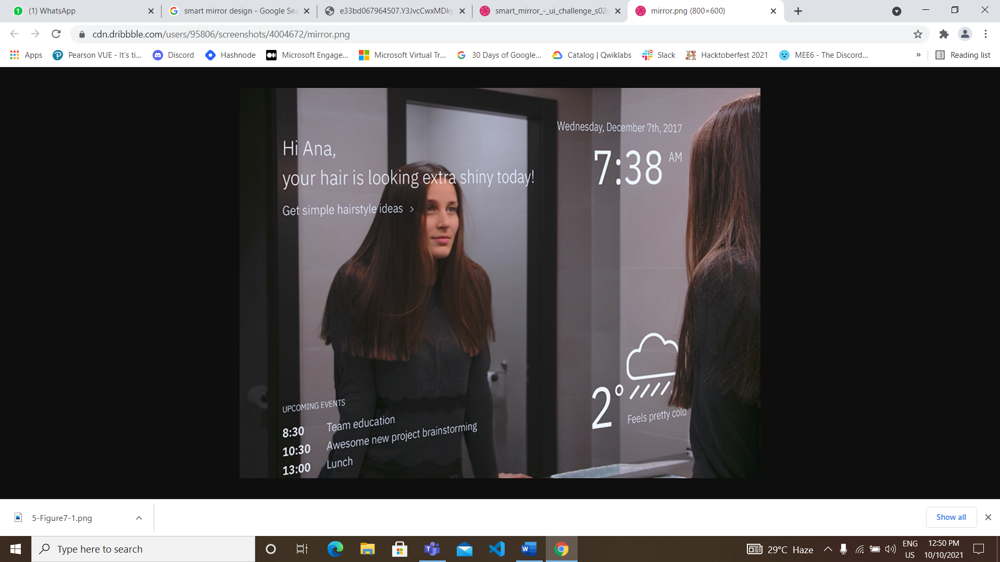 (1) WhatsApp
smart mirror design - Google Sea
e33bd067964507.Y3JvcCwxMDky
smart_mirror_-_ui_challenge_s02w
mirror.png (800×600)
cdn.dribbble.com/users/95806/screenshots/4004672/mirror.png
Apps
Pearson VUE - It's ti...
Discord
Hashnode
Microsoft Engage...
Microsoft Virtual Tr...
30 Days of Google...
Catalog | Qwiklabs
Slack
Hacktoberfest 2021
MEE6 - The Discord...
»
Reading list
Wednesday, December 7th, 2017
7:38 AM
Hi Ana,
your hair is looking extra shiny today!
Get simple hairstyle ideas >
2°
Feels pretty cold
UPCOMING EVENTS
8:30 Team education
10:30 Awesome new project brainstorming
13:00 Lunch
5-Figure7-1.png
Show all
Type here to search
29°C Haze
ENG
US
12:50 PM
10/10/2021